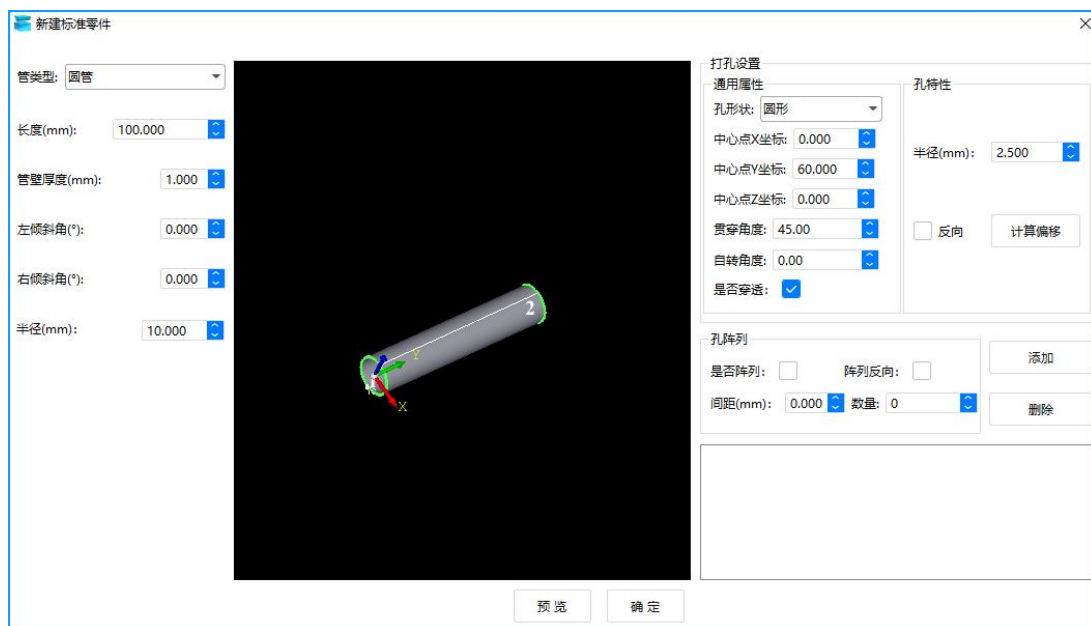 新建标准零件
管类型: 圆管
长度(mm): 100.000
管壁厚度(mm): 1.000
左倾斜角(°): 0.000
右倾斜角(°): 0.000
半径(mm): 10.000
2
Y
X
打孔设置
通用属性
孔形状: 圆形
中心点X坐标: 0.000
中心点Y坐标: 60.000
中心点Z坐标: 0.000
贯穿角度: 45.00
自转角度: 0.00
是否穿透:
孔特性
半径(mm): 2.500
反向 计算偏移
孔阵列
是否阵列: 阵列反向:
间距(mm): 0.000 数量: 0
添加
删除
预 览 确 定